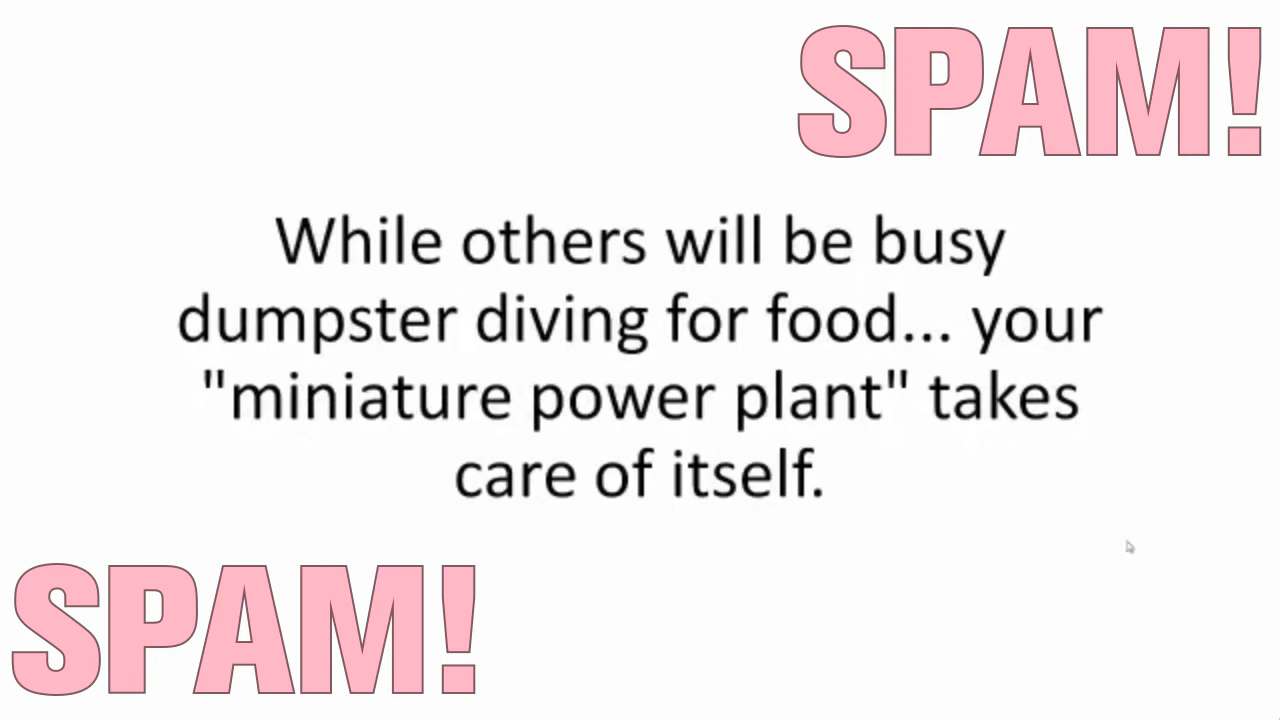 SPAM!
While others will be busy
dumpster diving for food... your
"miniature power plant" takes
care of itself.
SPAM!